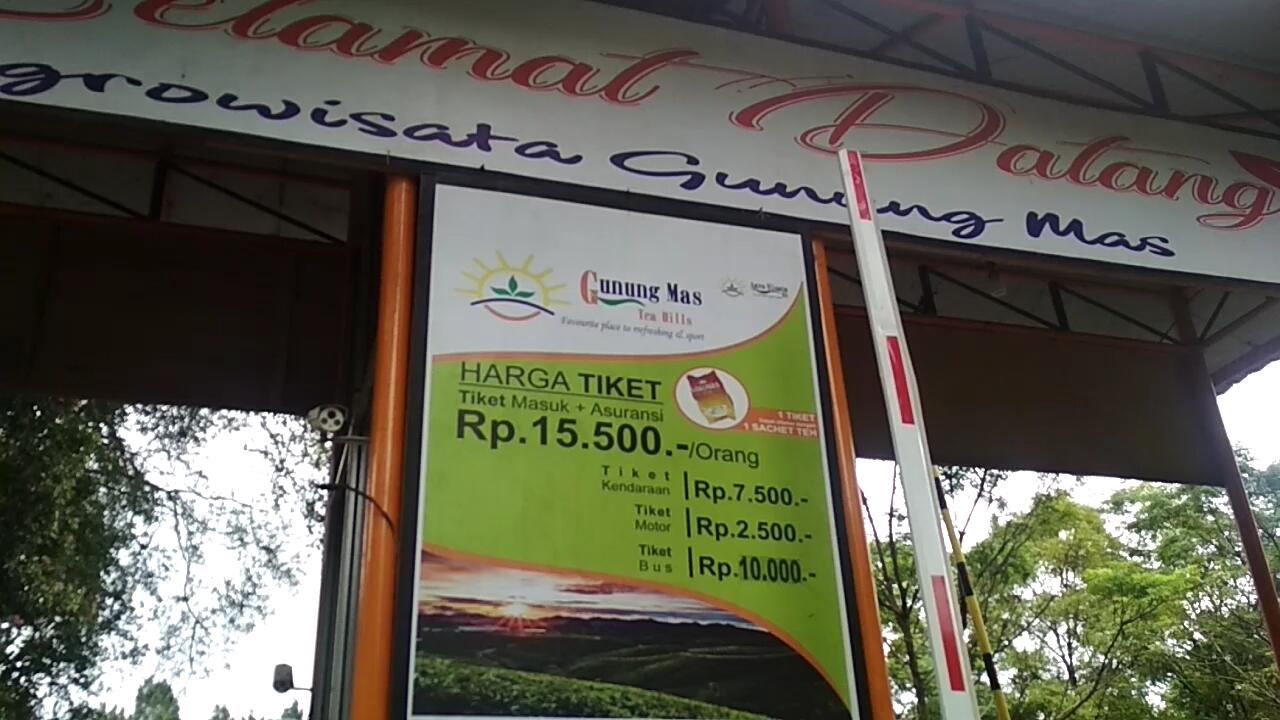 Selamat Datang
growisata Gunung Mas
Gunung Mas
Tea Hills
Favourite place to refreshing & sport
HARGA TIKET
Tiket Masuk + Asuransi
Rp.15.500.-/Orang
1 TIKET
1 SACHET TEH
Tiket
Kendaraan
Rp.7.500.-
Tiket
Motor
Rp.2.500.-
Tiket
Bus
Rp.10.000.-